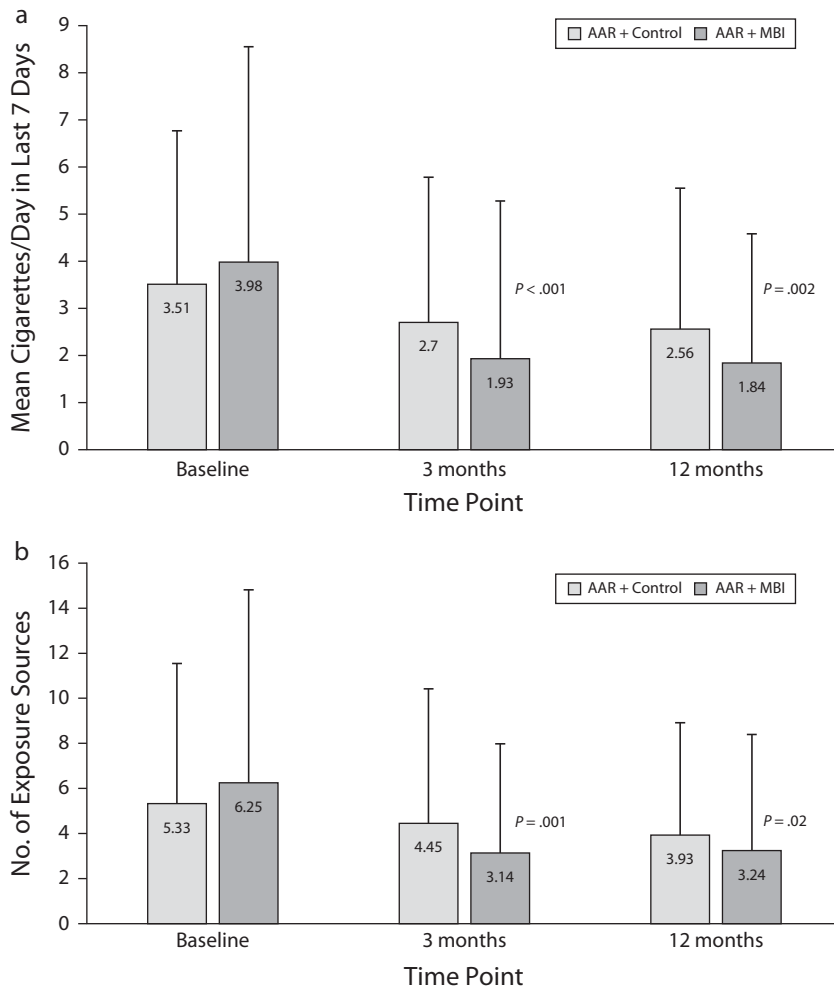 a
Mean Cigarettes/Day in Last 7 Days
9
8
7
6
5
4
3
2
1
0
AAR + Control AAR + MBI
3.51
3.98
2.7
1.93
P < .001
2.56
1.84
P = .002
Baseline 3 months 12 months
Time Point
b
No. of Exposure Sources
16
14
12
10
8
6
4
2
0
AAR + Control AAR + MBI
5.33
6.25
4.45
3.14
P = .001
3.93
3.24
P = .02
Baseline 3 months 12 months
Time Point